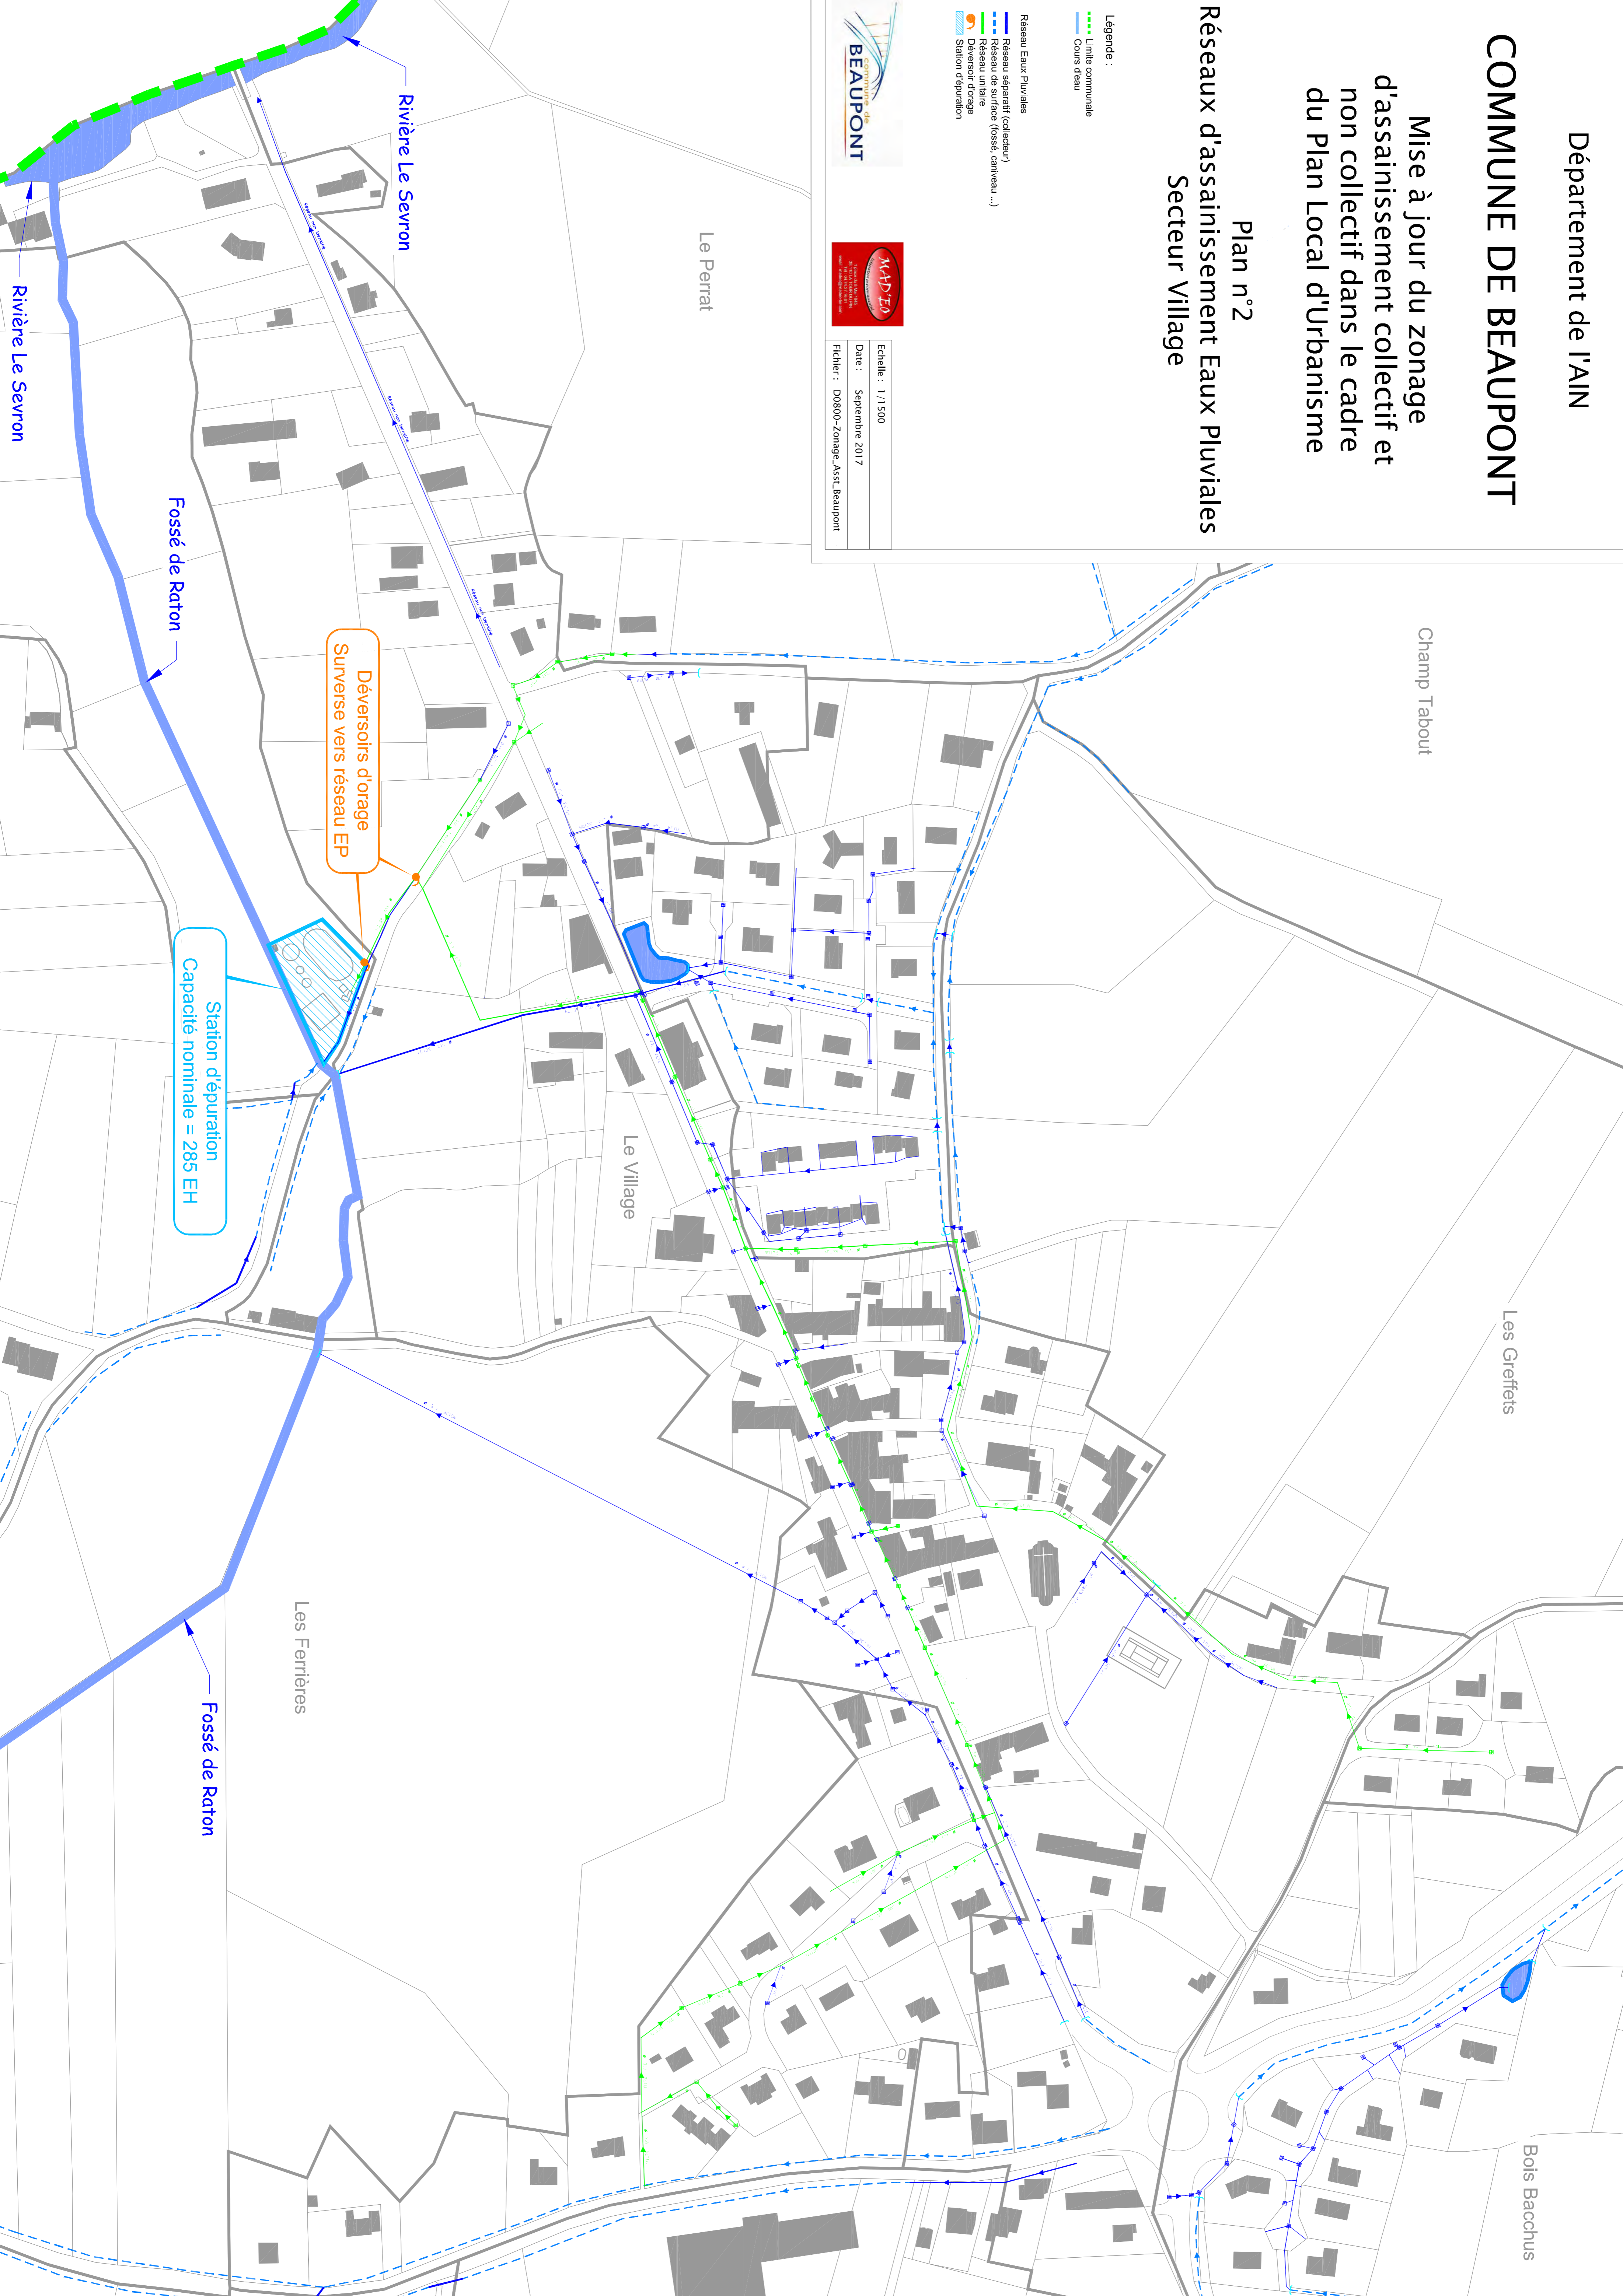 Département de l'AIN
COMMUNE DE BEAUPONT
Mise à jour du zonage
d'assainissement collectif et
non collectif dans le cadre
du Plan Local d'Urbanisme
Plan n°2
Réseaux d'assainissement Eaux Pluviales
Secteur Village
Légende :
Limite communale
Cours d'eau
Réseau Eaux Pluviales
Réseau séparatif (collecteur)
Réseau de surface (fossé, caniveau ...)
Réseau unitaire
Déversoir d'orage
Station d'épuration
commune de
BEAUPONT
MAD'EO
Echelle : 1/1500
Date : Septembre 2017
Fichier : D0800-Zonage_Asst_Beaupont
Champ Tabout
Les Greffets
Bois Bacchus
Le Perrat
Le Village
Rivière Le Sevron
Déversoirs d'orage
Surverse vers réseau EP
Les Ferrières
Station d'épuration
Capacité nominale = 285 EH
Fossé de Raton
Fossé de Raton
Rivière Le Sevron